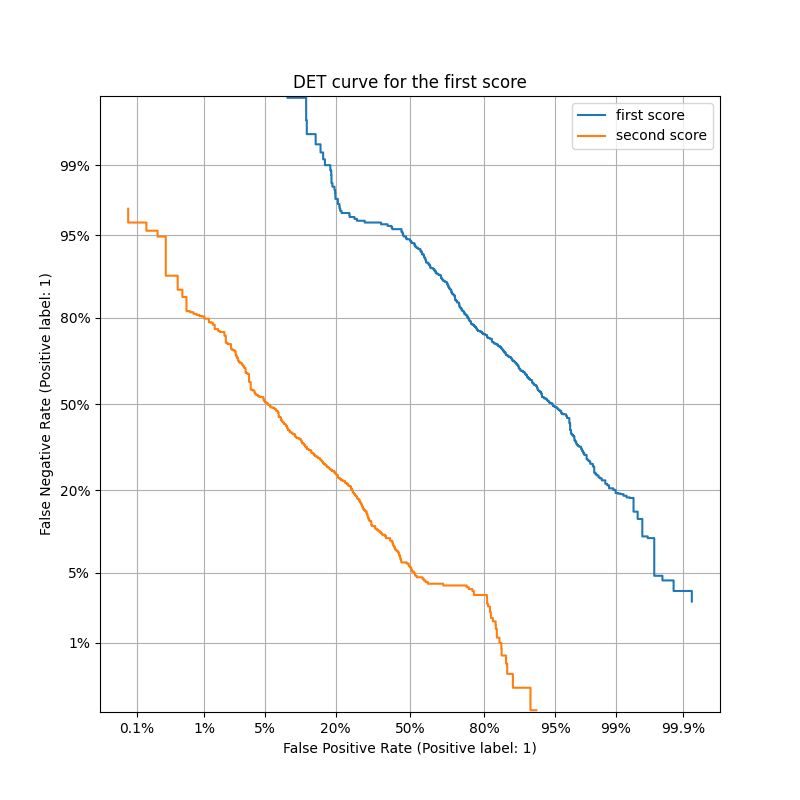 DET curve for the first score
first score
second score
99%
95%
80%
50%
20%
5%
1%
False Negative Rate (Positive label: 1)
0.1% 1% 5% 20% 50% 80% 95% 99% 99.9%
False Positive Rate (Positive label: 1)